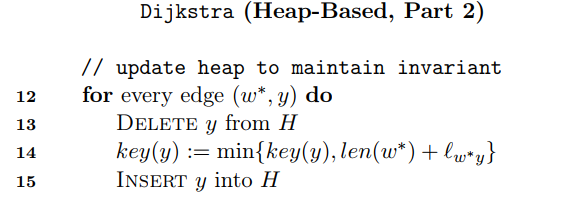 Dijkstra (Heap-Based, Part 2)
// update heap to maintain invariant
12 for every edge (w*, y) do
13 DELETE y from H
14 key(y) := min{key(y), len(w*) + ℓ_{w*y}}
15 INSERT y into H